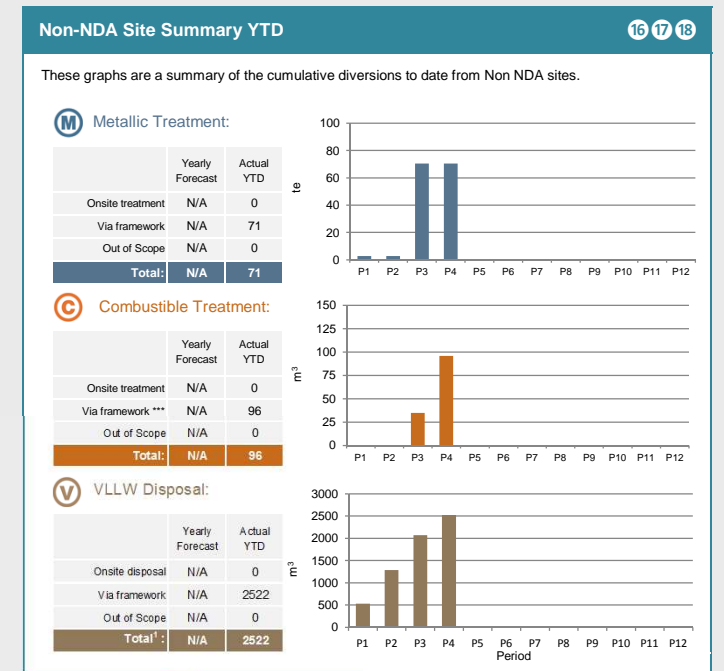 Non-NDA Site Summary YTD 16 17 18
These graphs are a summary of the cumulative diversions to date from Non NDA sites.
M Metallic Treatment:
Yearly Forecast Actual YTD
Onsite treatment N/A 0
Via framework N/A 71
Out of Scope N/A 0
Total: N/A 71
te
100
80
60
40
20
0
P1 P2 P3 P4 P5 P6 P7 P8 P9 P10 P11 P12
C Combustible Treatment:
Yearly Forecast Actual YTD
Onsite treatment N/A 0
Via framework *** N/A 96
Out of Scope N/A 0
Total: N/A 96
m³
150
125
100
75
50
25
0
P1 P2 P3 P4 P5 P6 P7 P8 P9 P10 P11 P12
V VLLW Disposal:
Yearly Forecast Actual YTD
Onsite disposal N/A 0
Via framework N/A 2522
Out of Scope N/A 0
Total¹ : N/A 2522
m³
3000
2500
2000
1500
1000
500
0
P1 P2 P3 P4 P5 P6 P7 P8 P9 P10 P11 P12
Period